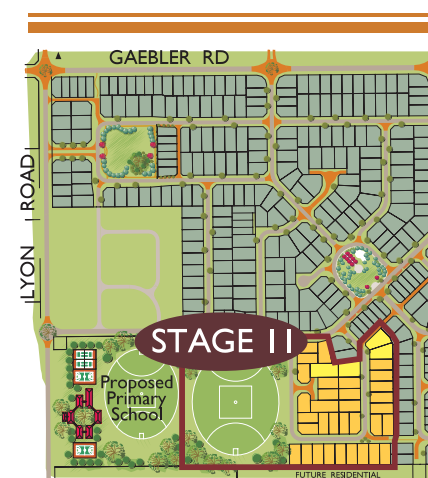 GAEBLER RD
LYON ROAD
STAGE 11
Proposed
Primary
School
FUTURE RESIDENTIAL